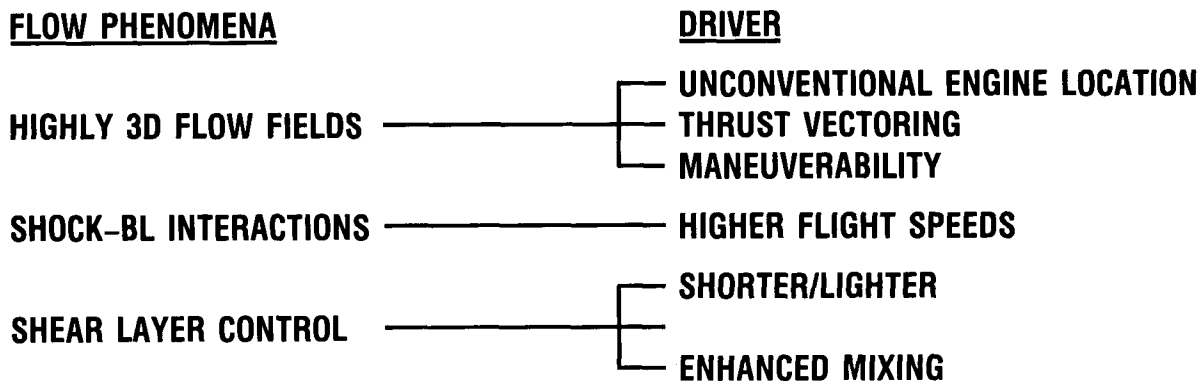 FLOW PHENOMENA
DRIVER
HIGHLY 3D FLOW FIELDS
UNCONVENTIONAL ENGINE LOCATION
THRUST VECTORING
MANEUVERABILITY
SHOCK–BL INTERACTIONS
HIGHER FLIGHT SPEEDS
SHEAR LAYER CONTROL
SHORTER/LIGHTER
ENHANCED MIXING